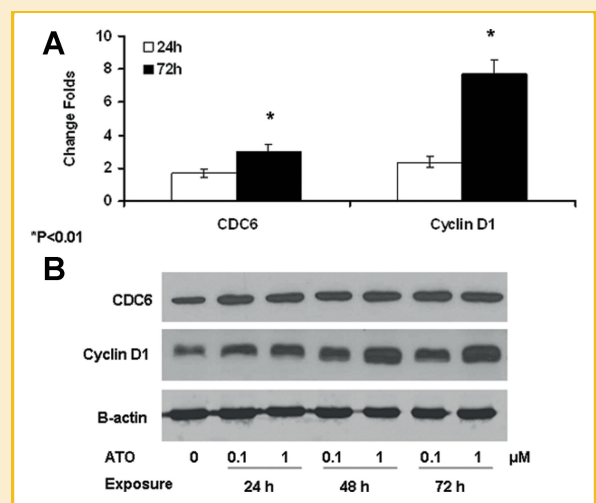 A
10
8
6
4
2
0
Change Folds
24h
72h
*
*
CDC6
Cyclin D1
*P<0.01
B
CDC6
Cyclin D1
B-actin
ATO 0 0.1 1 0.1 1 0.1 1 µM
Exposure 24 h 48 h 72 h